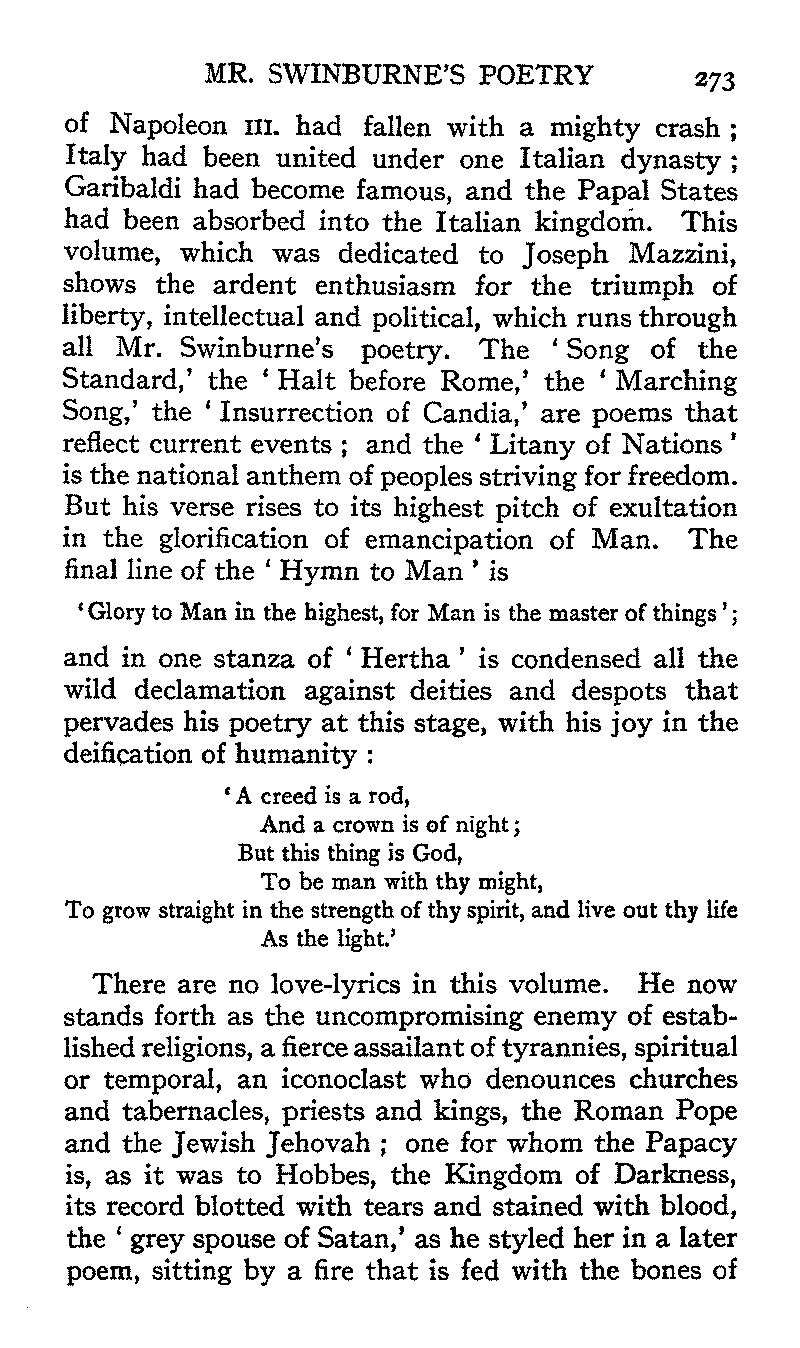 MR. SWINBURNE'S POETRY 273
of Napoleon III. had fallen with a mighty crash ;
Italy had been united under one Italian dynasty ;
Garibaldi had become famous, and the Papal States
had been absorbed into the Italian kingdom. This
volume, which was dedicated to Joseph Mazzini,
shows the ardent enthusiasm for the triumph of
liberty, intellectual and political, which runs through
all Mr. Swinburne's poetry. The ‘ Song of the
Standard,’ the ‘ Halt before Rome,’ the ‘ Marching
Song,’ the ‘ Insurrection of Candia,’ are poems that
reflect current events ; and the ‘ Litany of Nations ’
is the national anthem of peoples striving for freedom.
But his verse rises to its highest pitch of exultation
in the glorification of emancipation of Man. The
final line of the ‘ Hymn to Man ’ is
‘ Glory to Man in the highest, for Man is the master of things ’ ;
and in one stanza of ‘ Hertha ’ is condensed all the
wild declamation against deities and despots that
pervades his poetry at this stage, with his joy in the
deification of humanity :
‘ A creed is a rod,
And a crown is of night ;
But this thing is God,
To be man with thy might,
To grow straight in the strength of thy spirit, and live out thy life
As the light.’
There are no love-lyrics in this volume. He now
stands forth as the uncompromising enemy of estab-
lished religions, a fierce assailant of tyrannies, spiritual
or temporal, an iconoclast who denounces churches
and tabernacles, priests and kings, the Roman Pope
and the Jewish Jehovah ; one for whom the Papacy
is, as it was to Hobbes, the Kingdom of Darkness,
its record blotted with tears and stained with blood,
the ‘ grey spouse of Satan,’ as he styled her in a later
poem, sitting by a fire that is fed with the bones of